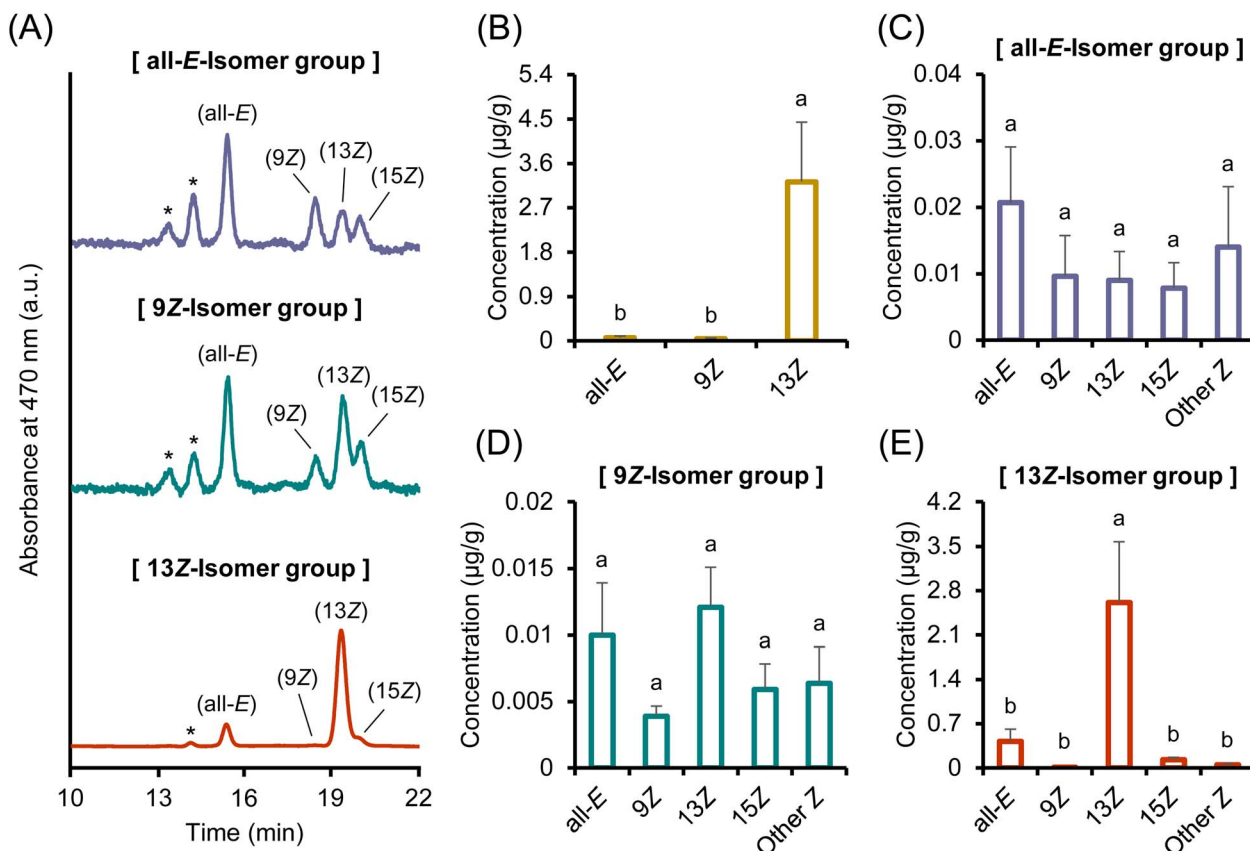 (A)
[ all-E-Isomer group ]
(all-E)
(9Z)
(13Z)
(15Z)
*
*
[ 9Z-Isomer group ]
(all-E)
(9Z)
(13Z)
(15Z)
*
*
[ 13Z-Isomer group ]
(13Z)
(9Z)
(all-E)
(15Z)
*
10 13 16 19 22
Time (min)
Absorbance at 470 nm (a.u.)
(B)
Concentration (µg/g)
5.4
4.5
3.6
2.7
1.8
0.9
0
b
b
a
all-E 9Z 13Z
(C)
[ all-E-Isomer group ]
Concentration (µg/g)
0.04
0.03
0.02
0.01
0
a
a
a
a
a
all-E 9Z 13Z 15Z Other Z
(D)
[ 9Z-Isomer group ]
Concentration (µg/g)
0.02
0.015
0.01
0.005
0
a
a
a
a
a
all-E 9Z 13Z 15Z Other Z
(E)
[ 13Z-Isomer group ]
Concentration (µg/g)
4.2
3.5
2.8
2.1
1.4
0.7
0
b
b
a
b
b
all-E 9Z 13Z 15Z Other Z